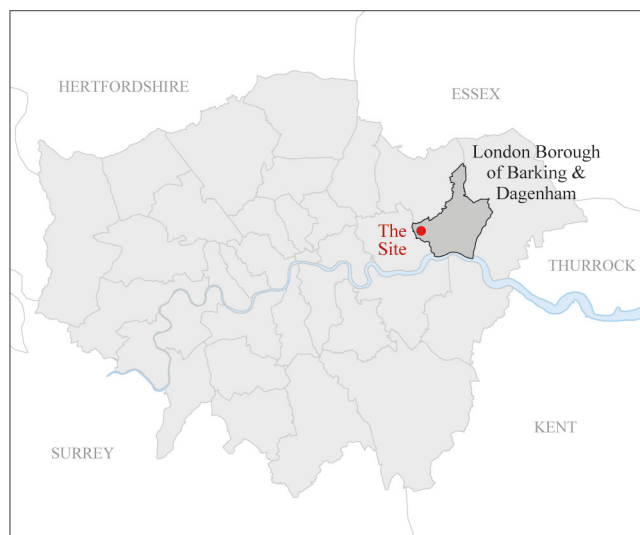 HERTFORDSHIRE
ESSEX
London Borough
of Barking &
Dagenham
The
Site
THURROCK
KENT
SURREY